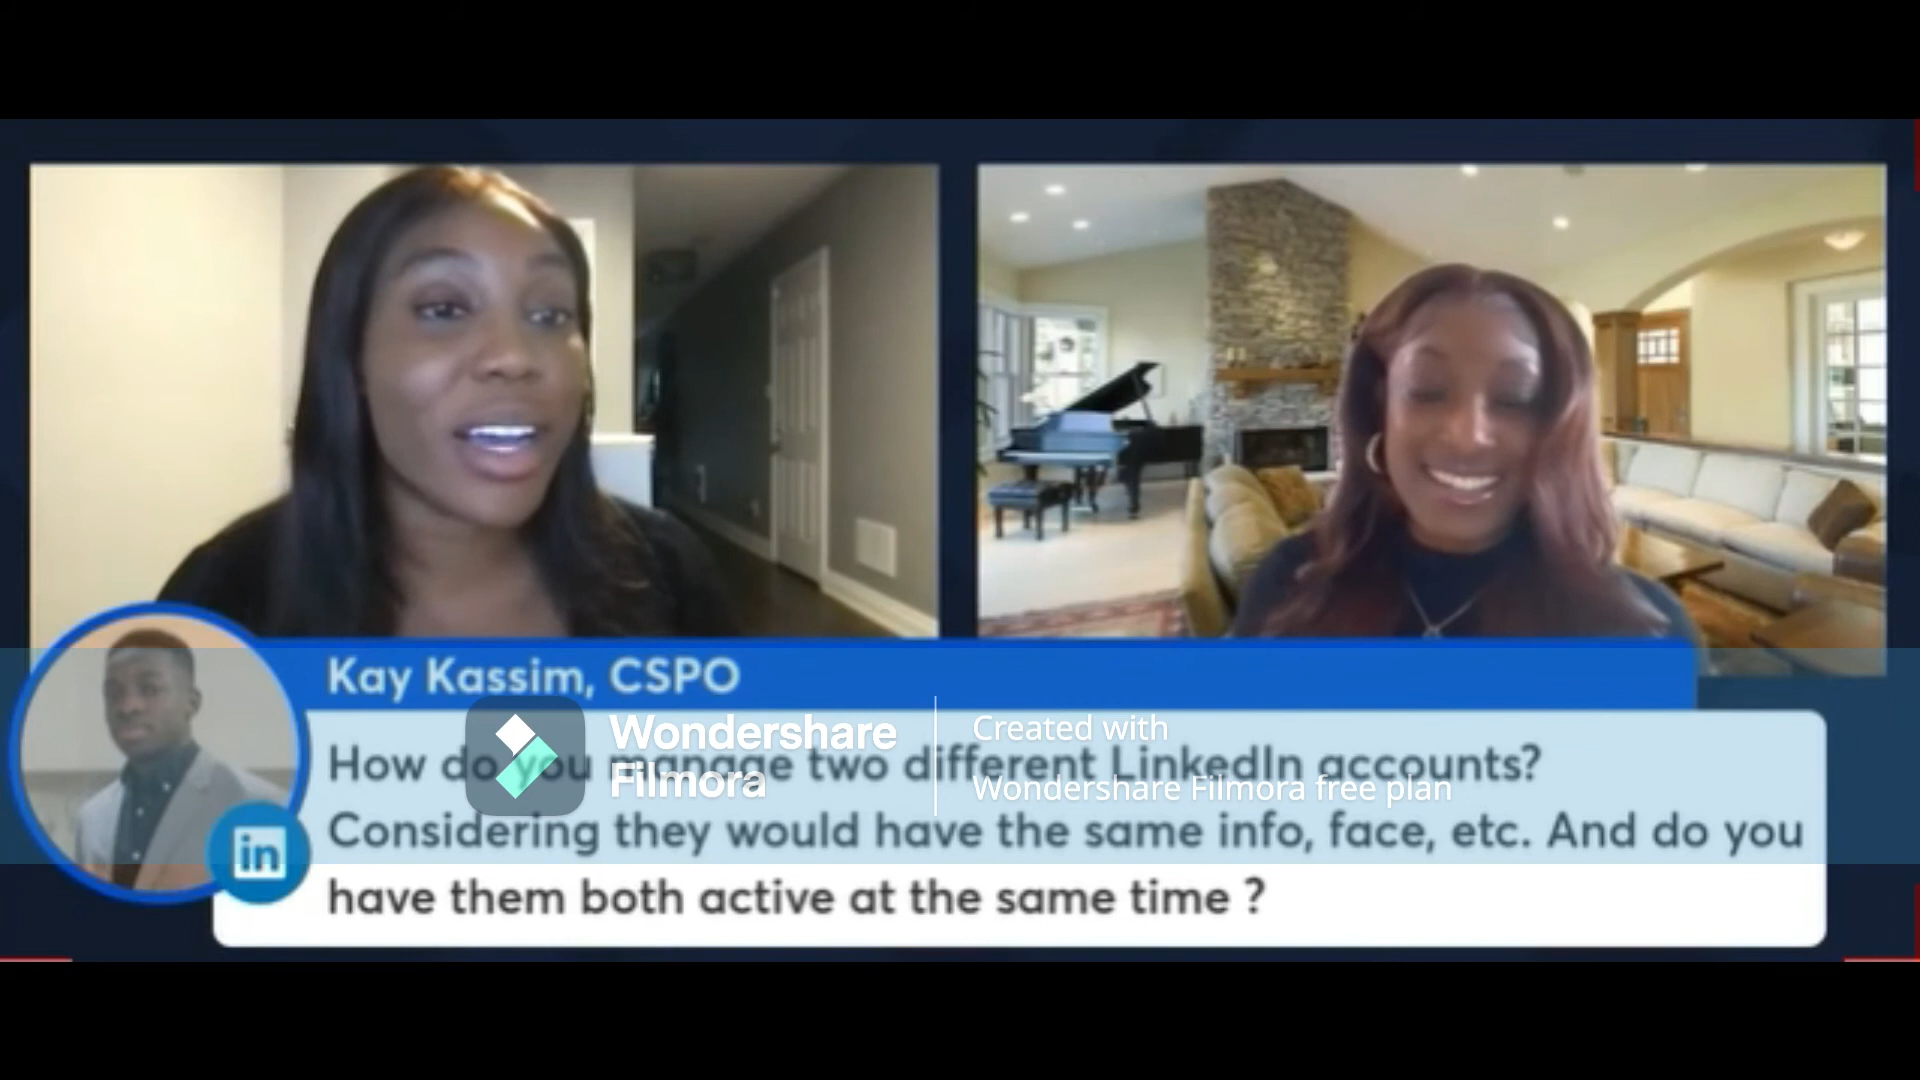 Kay Kassim, CSPO
How do you manage two different LinkedIn accounts?
Considering they would have the same info, face, etc. And do you
have them both active at the same time ?
in
Wondershare
Filmora
Created with
Wondershare Filmora free plan